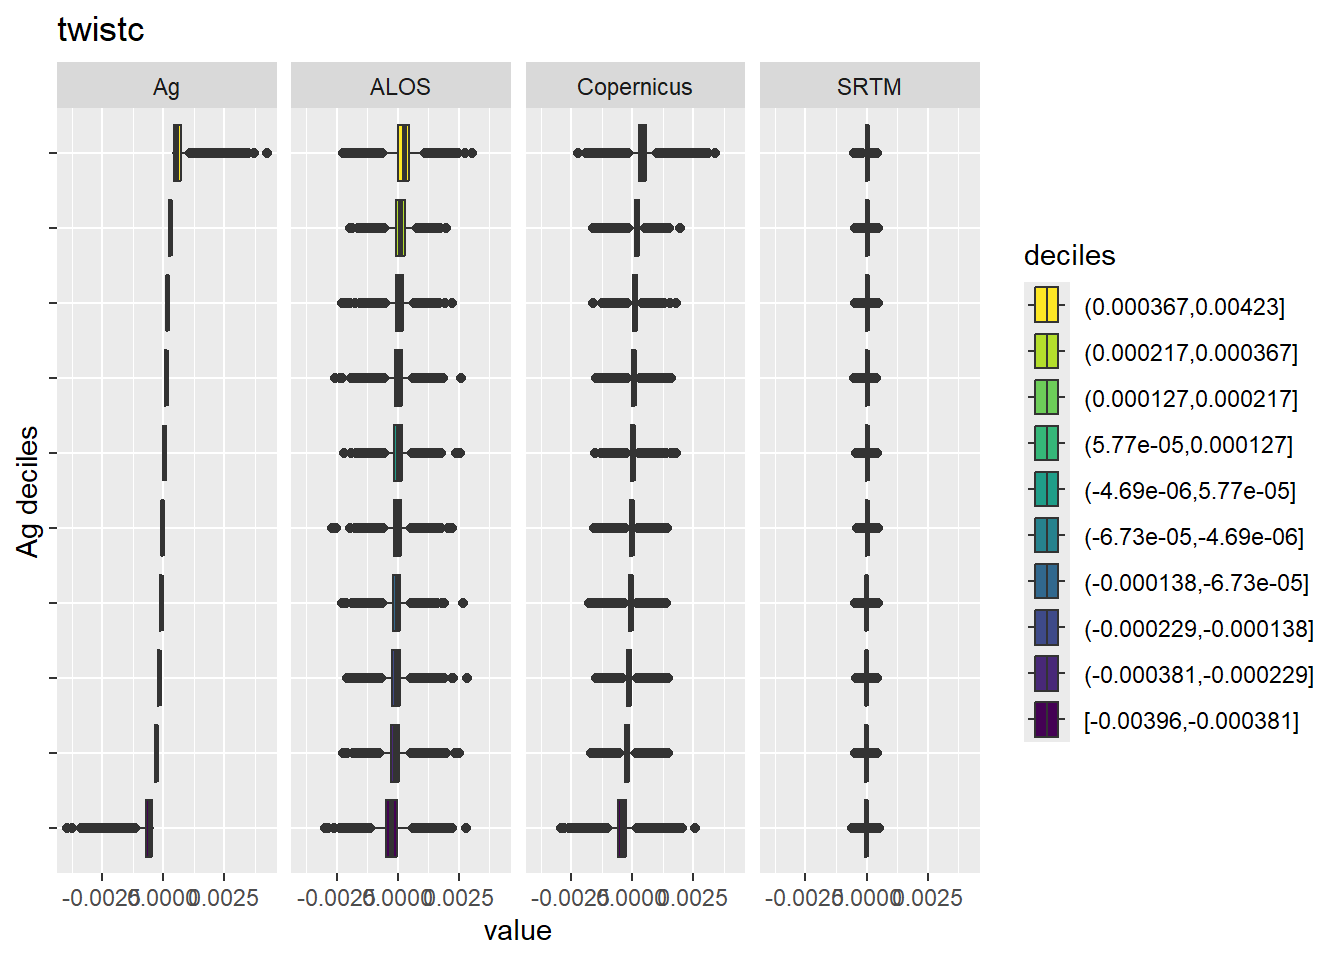 twistc
Ag
ALOS
Copernicus
SRTM
Ag deciles
-0.0025 0.0000 0.0025
-0.0025 0.0000 0.0025
-0.0025 0.0000 0.0025
-0.0025 0.0000 0.0025
value
deciles
(0.000367,0.00423]
(0.000217,0.000367]
(0.000127,0.000217]
(5.77e-05,0.000127]
(-4.69e-06,5.77e-05]
(-6.73e-05,-4.69e-06]
(-0.000138,-6.73e-05]
(-0.000229,-0.000138]
(-0.000381,-0.000229]
[-0.00396,-0.000381]